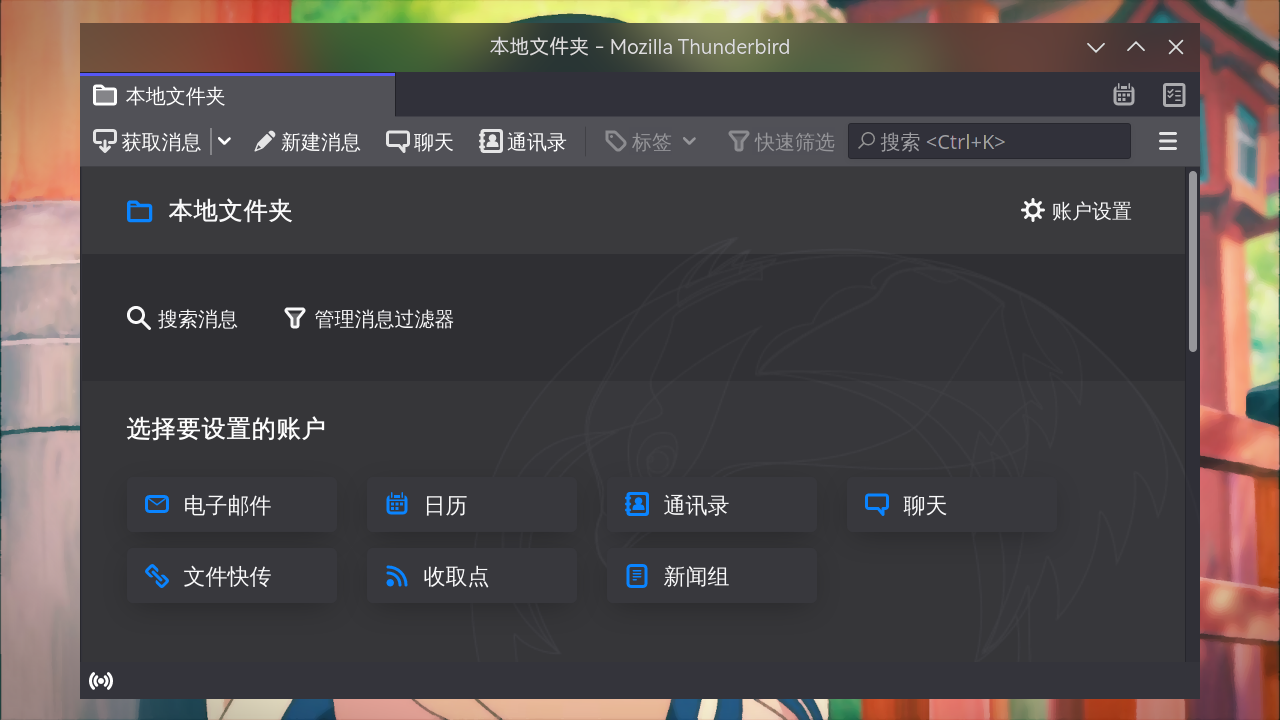 本地文件夹 – Mozilla Thunderbird
本地文件夹
获取消息 新建消息 聊天 通讯录 标签 快速筛选 搜索 <Ctrl+K>
本地文件夹 账户设置
搜索消息 管理消息过滤器
选择要设置的账户
电子邮件 日历 通讯录 聊天
文件快传 收取点 新闻组